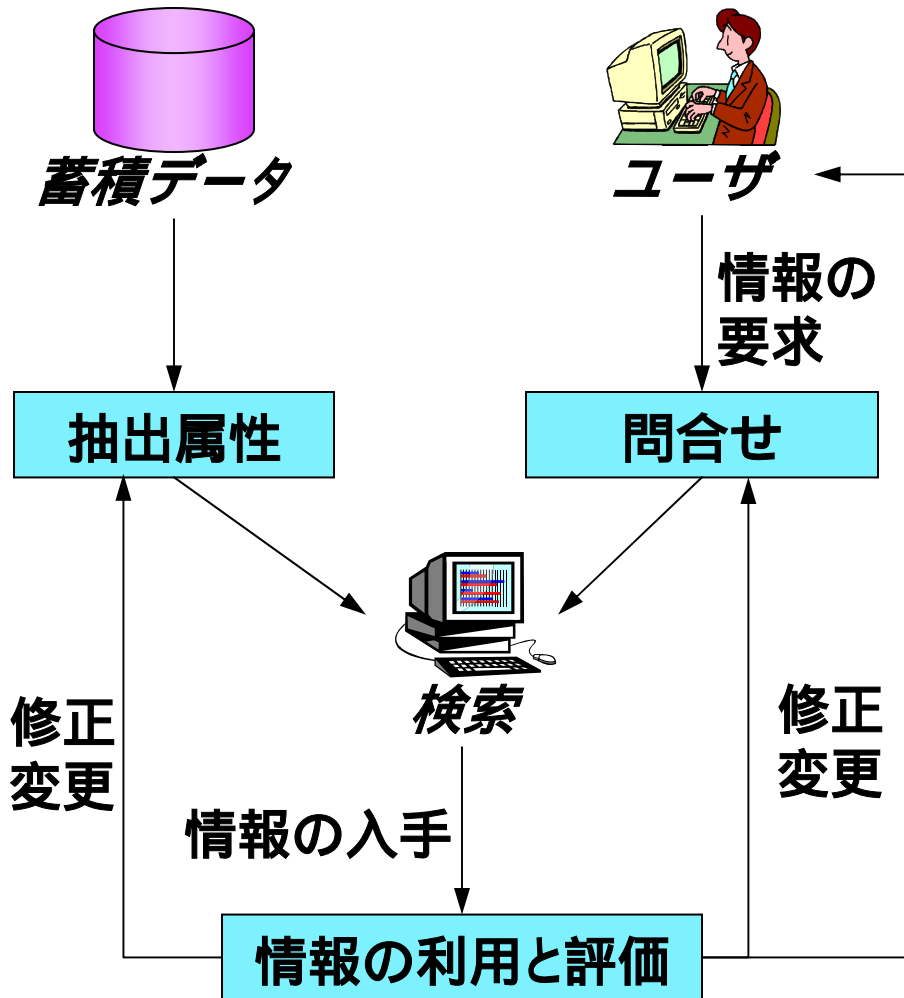 蓄積データ
ユーザ
情報の
要求
抽出属性
問合せ
検索
修正
変更
修正
変更
情報の入手
情報の利用と評価